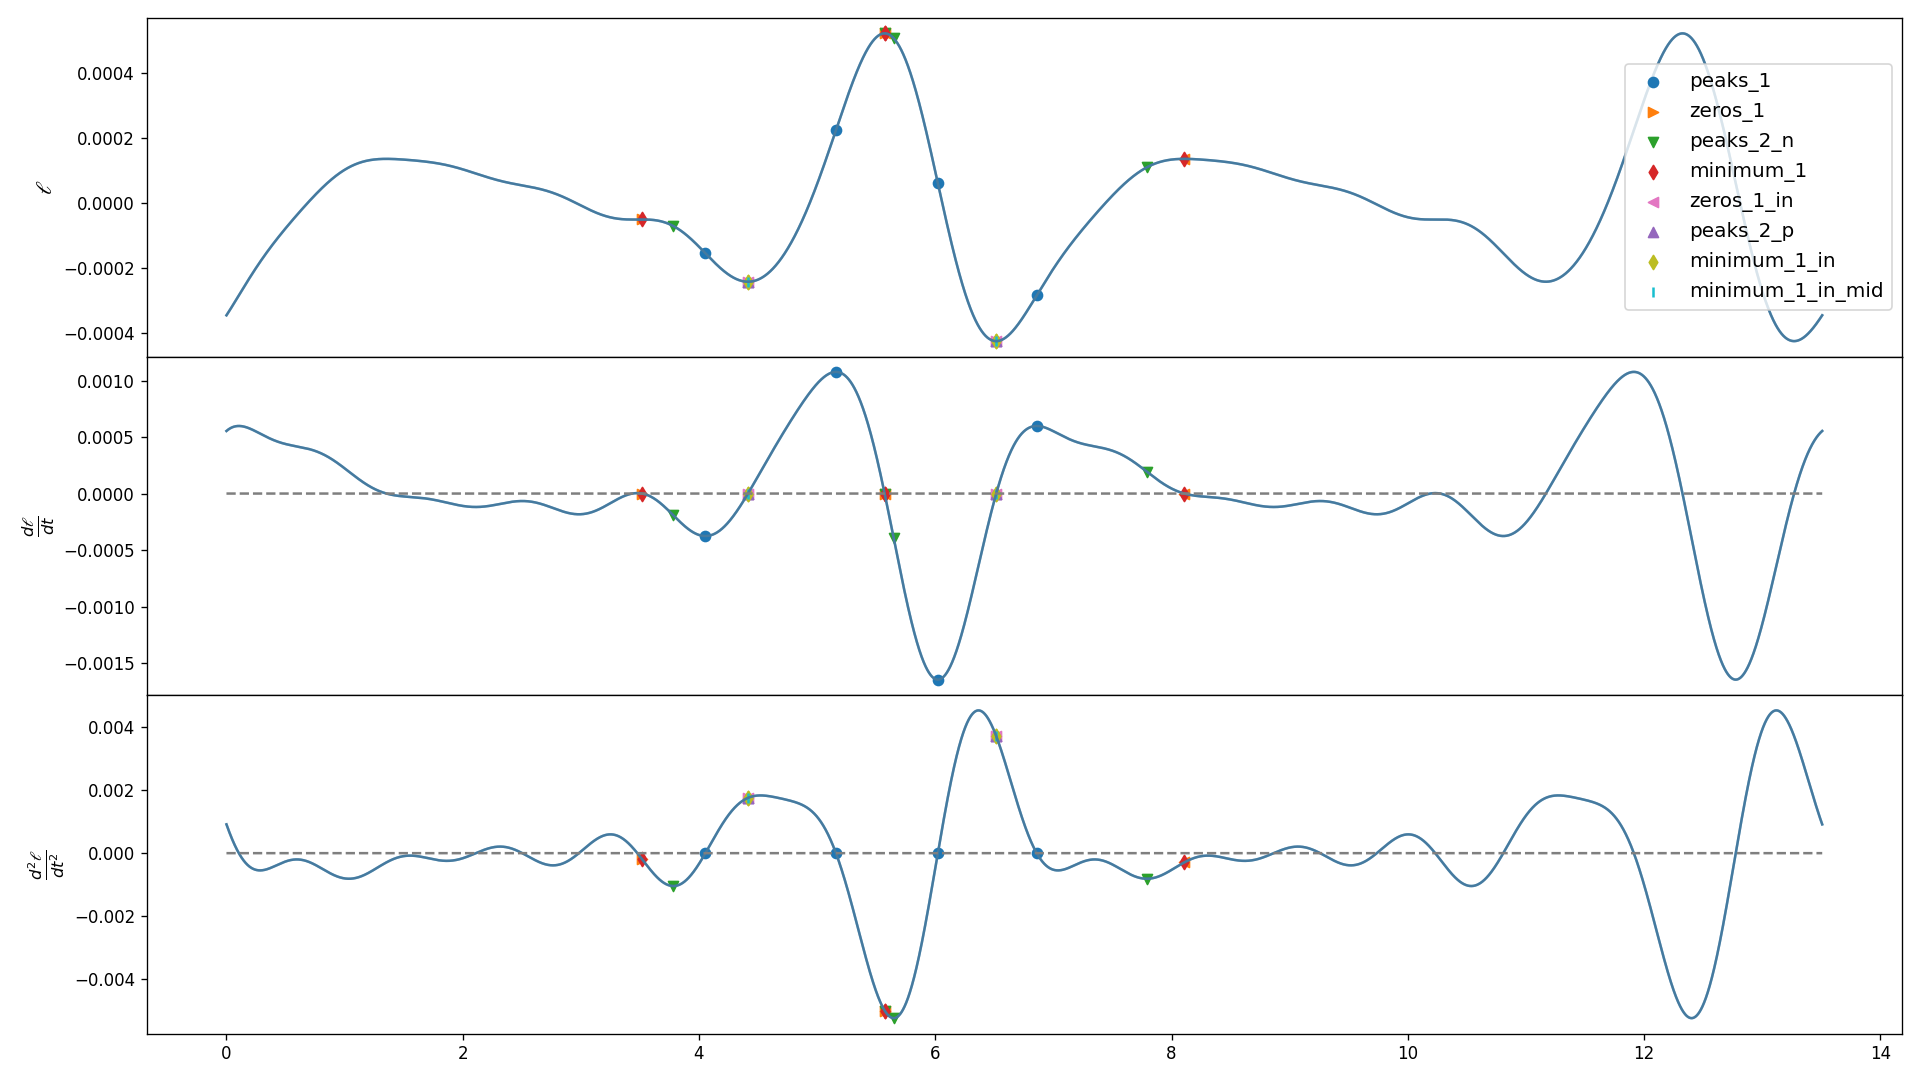 ℓ
0.0004
0.0002
0.0000
−0.0002
−0.0004
peaks_1
zeros_1
peaks_2_n
minimum_1
zeros_1_in
peaks_2_p
minimum_1_in
minimum_1_in_mid
dℓ
dt
0.0010
0.0005
0.0000
−0.0005
−0.0010
−0.0015
d²ℓ
dt²
0.004
0.002
0.000
−0.002
−0.004
0 2 4 6 8 10 12 14